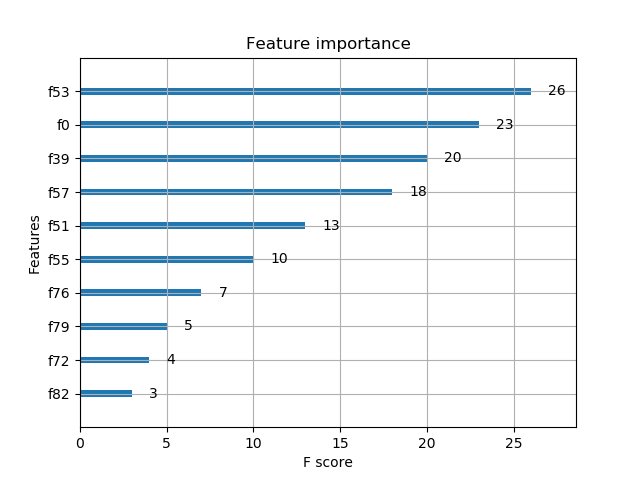 Feature importance
f53 26
f0 23
f39 20
f57 18
f51 13
f55 10
f76 7
f79 5
f72 4
f82 3
Features
0 5 10 15 20 25
F score